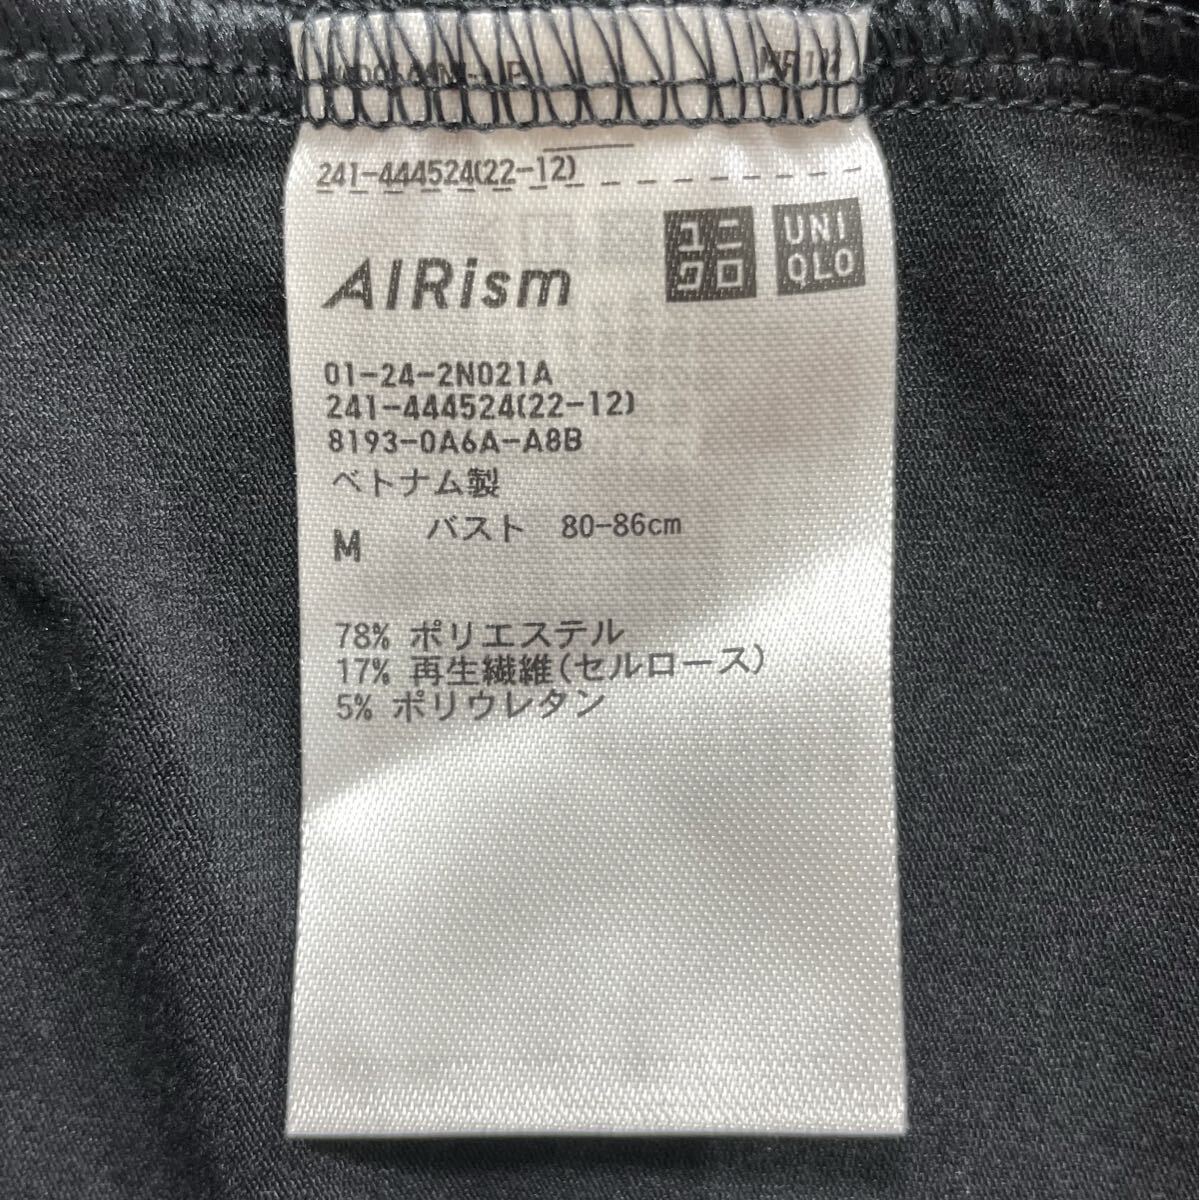 241-444524(22-12)
AIRism
ユニ
クロ
UNI
QLO
01-24-2N021A
241-444524(22-12)
8193-0A6A-A8B
ベトナム製
M バスト 80-86cm
78% ポリエステル
17% 再生繊維(セルロース)
5% ポリウレタン